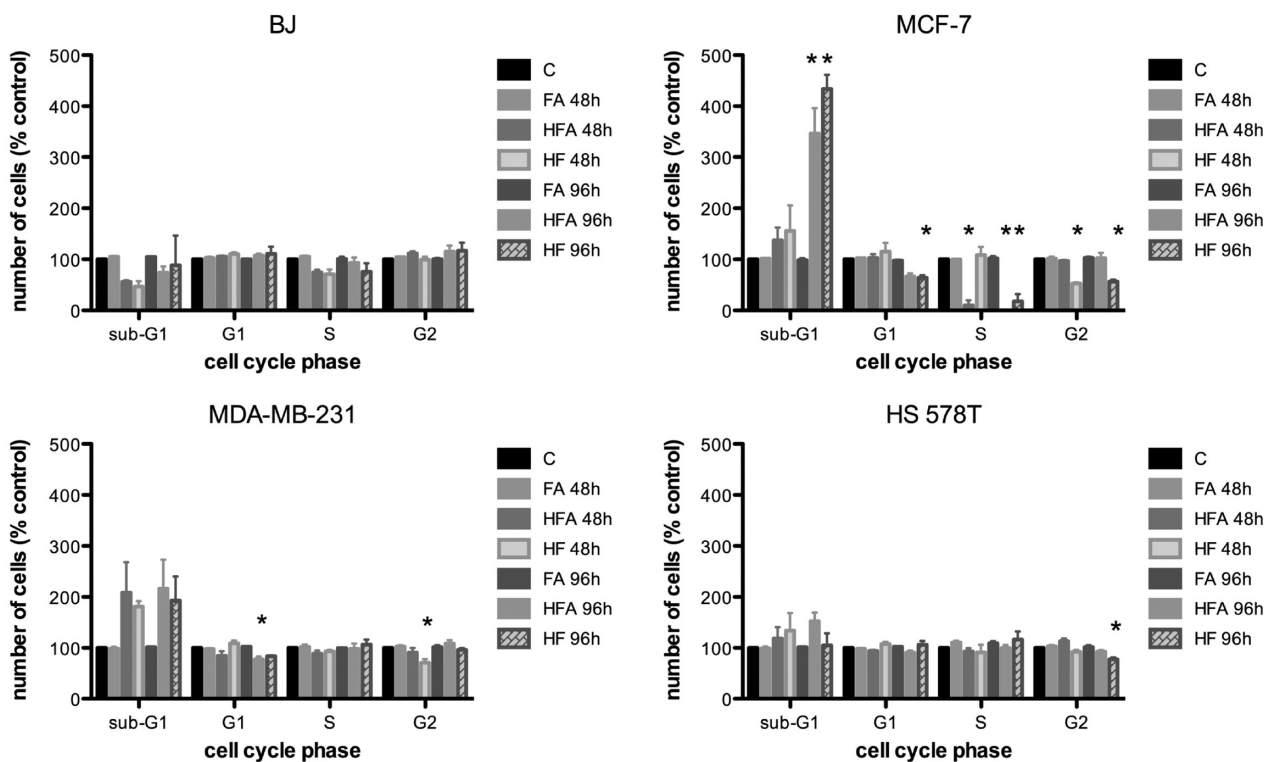 BJ
number of cells (% control)
500
400
300
200
100
0
sub-G1 G1 S G2
cell cycle phase
C
FA 48h
HFA 48h
HF 48h
FA 96h
HFA 96h
HF 96h
MCF-7
number of cells (% control)
500
400
300
200
100
0
* *
* * ** * *
sub-G1 G1 S G2
cell cycle phase
C
FA 48h
HFA 48h
HF 48h
FA 96h
HFA 96h
HF 96h
MDA-MB-231
number of cells (% control)
500
400
300
200
100
0
* *
sub-G1 G1 S G2
cell cycle phase
C
FA 48h
HFA 48h
HF 48h
FA 96h
HFA 96h
HF 96h
HS 578T
number of cells (% control)
500
400
300
200
100
0
*
sub-G1 G1 S G2
cell cycle phase
C
FA 48h
HFA 48h
HF 48h
FA 96h
HFA 96h
HF 96h